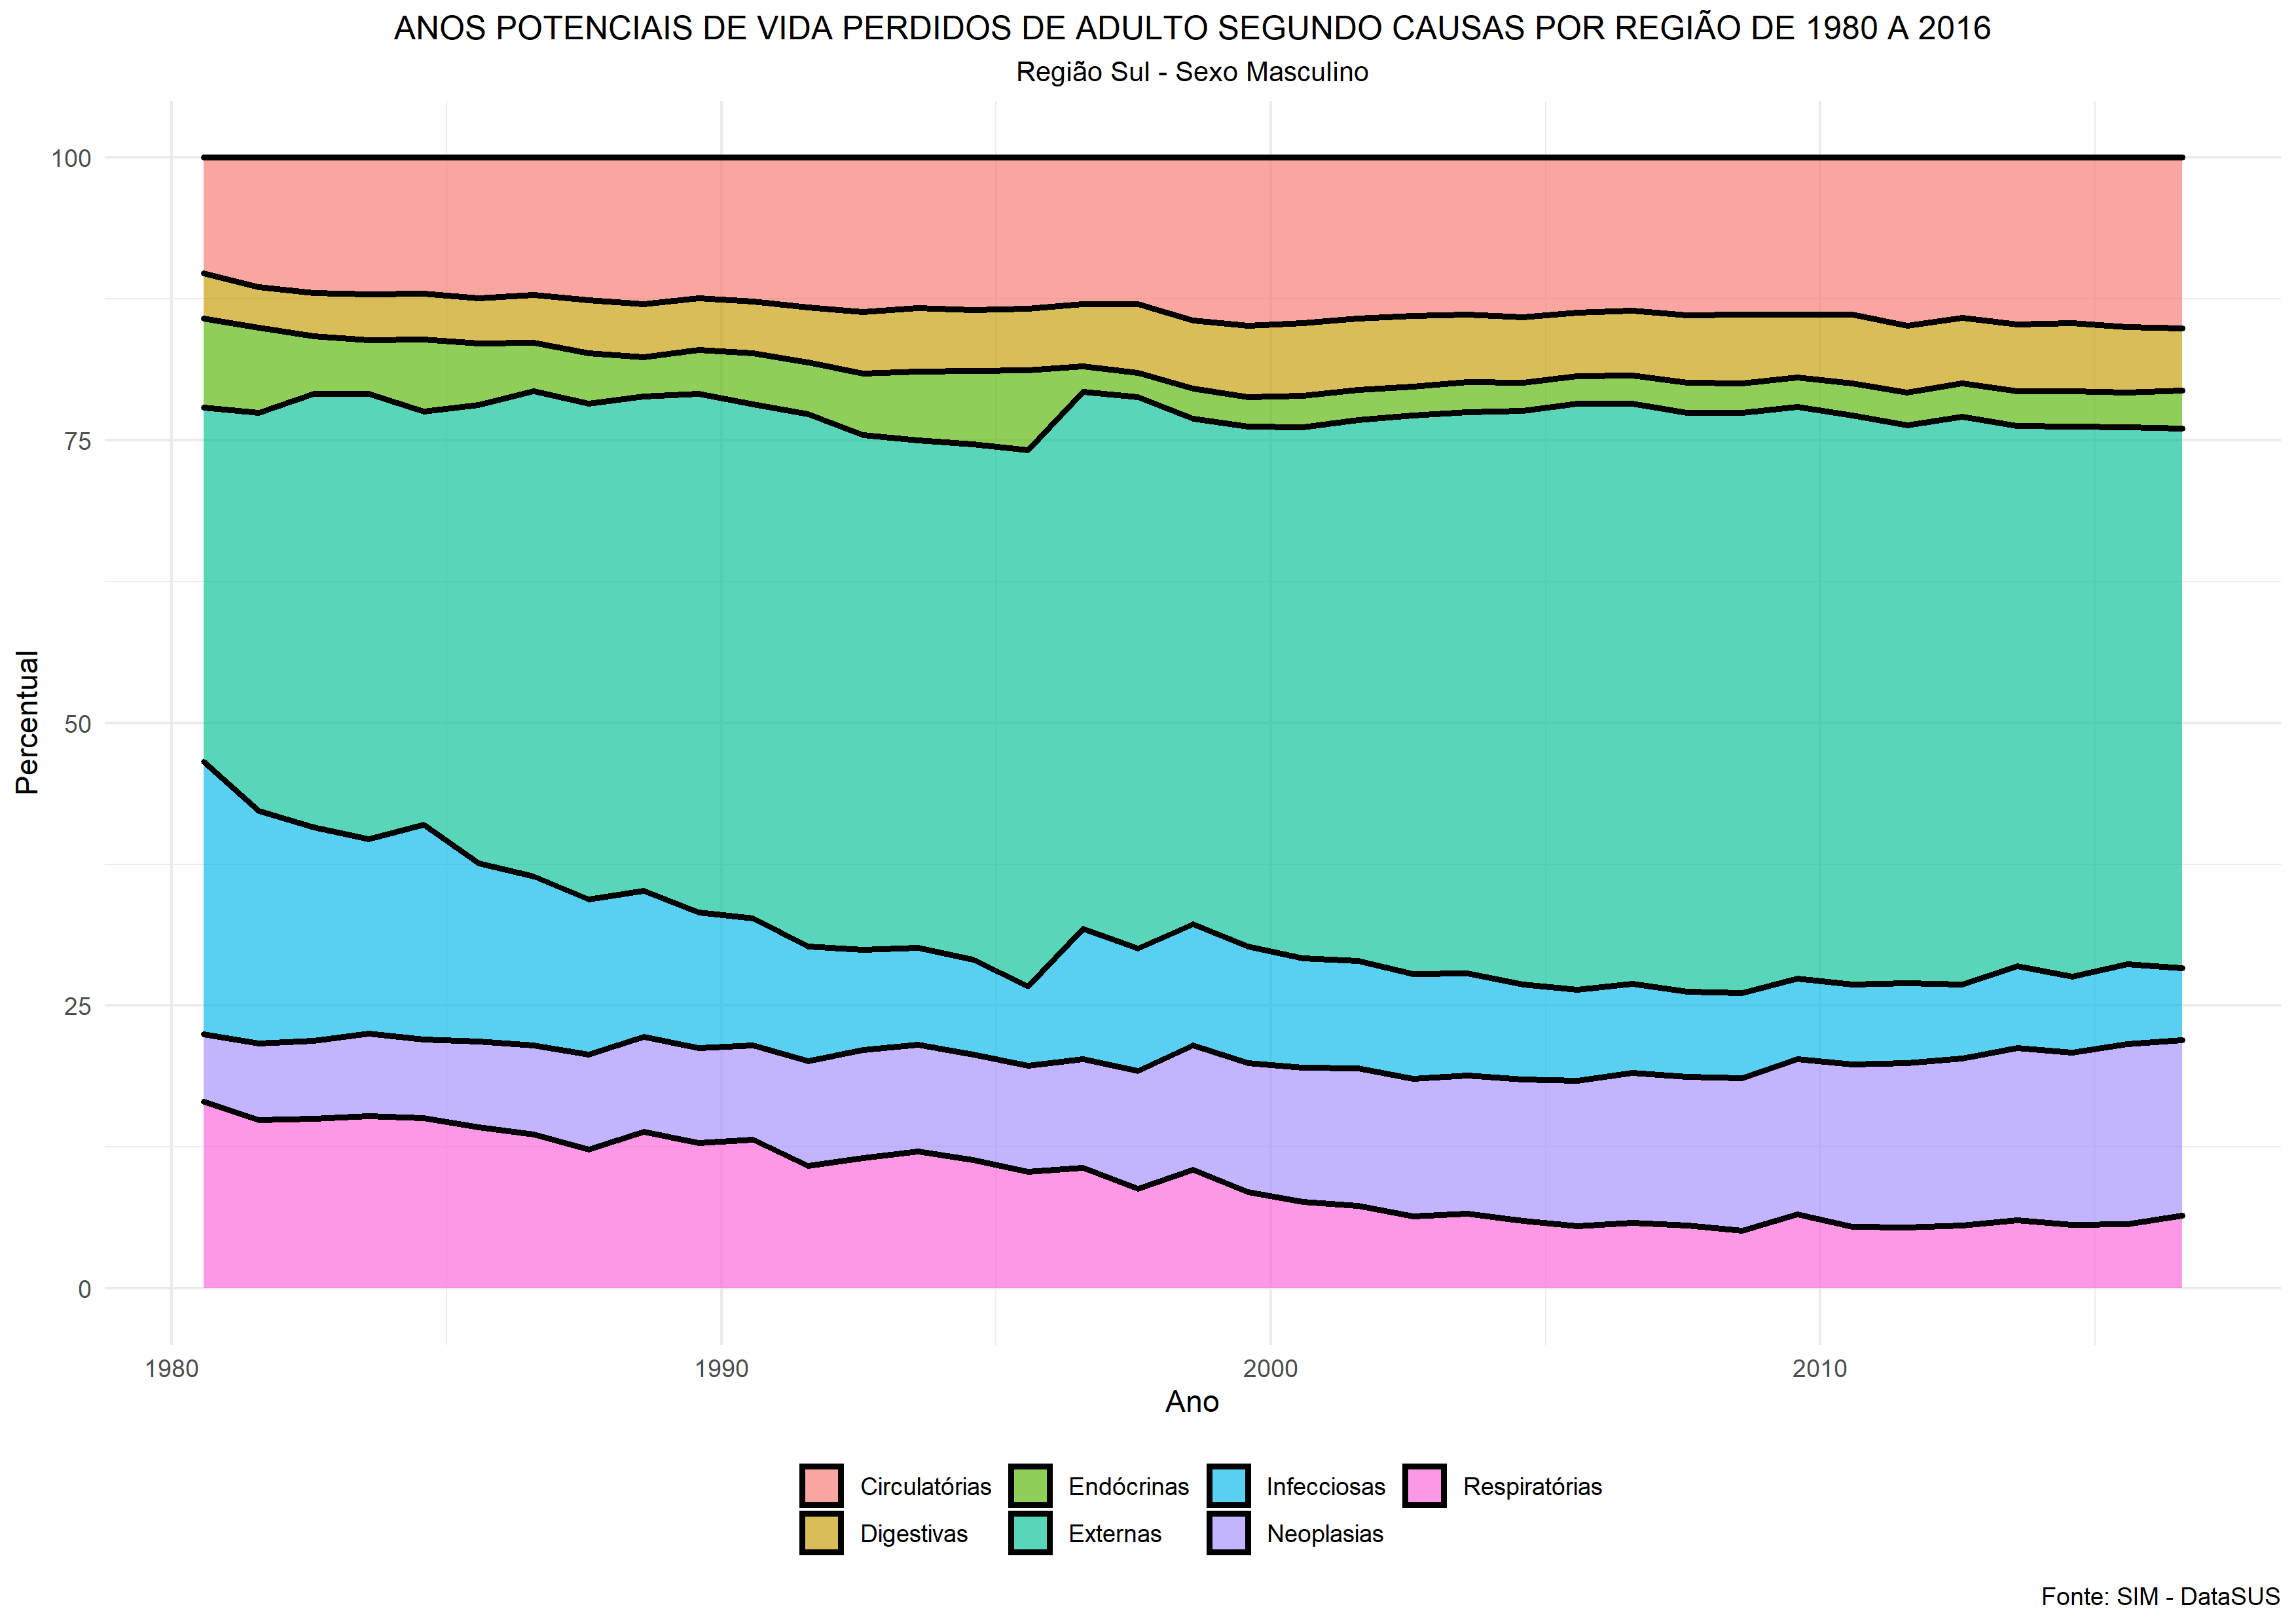 ANOS POTENCIAIS DE VIDA PERDIDOS DE ADULTO SEGUNDO CAUSAS POR REGIÃO DE 1980 A 2016
Região Sul - Sexo Masculino
Percentual
100
75
50
25
0
1980 1990 2000 2010
Ano
Circulatórias Endócrinas Infecciosas Respiratórias
Digestivas Externas Neoplasias
Fonte: SIM - DataSUS